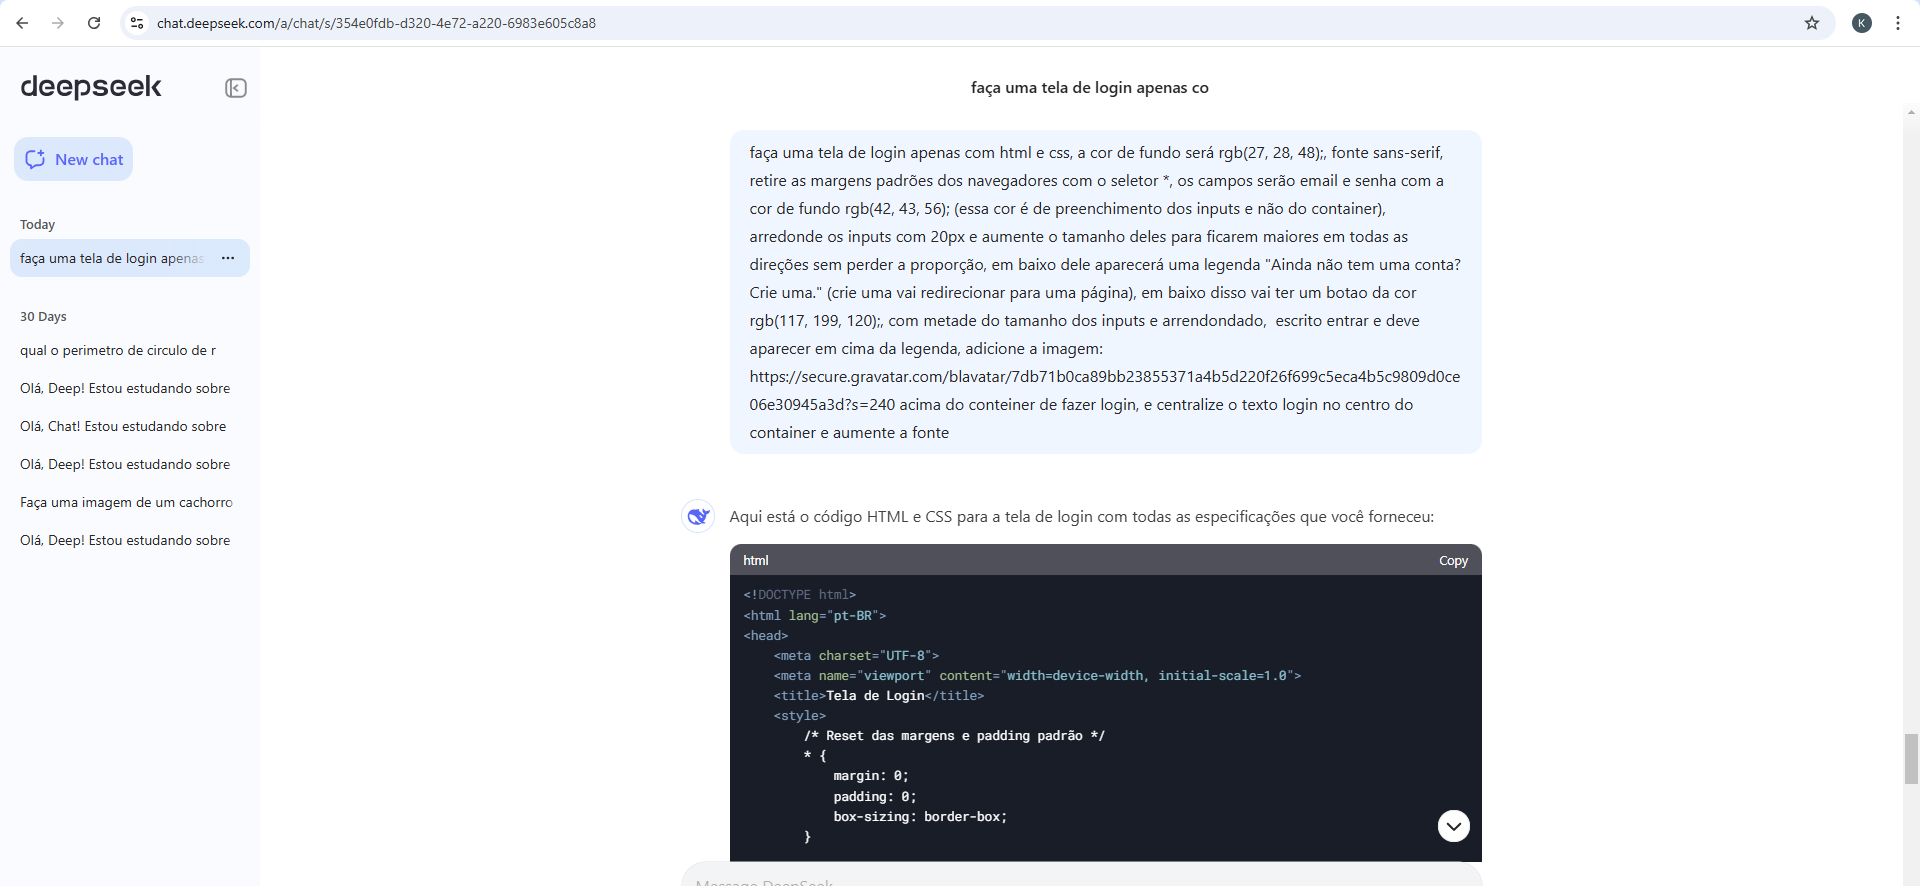 chat.deepseek.com/a/chat/s/354e0fdb-d320-4e72-a220-6983e605c8a8
K
deepseek
New chat
Today
faça uma tela de login apenas
30 Days
qual o perimetro de circulo de r
Olá, Deep! Estou estudando sobre
Olá, Chat! Estou estudando sobre
Olá, Deep! Estou estudando sobre
Faça uma imagem de um cachorro
Olá, Deep! Estou estudando sobre
faça uma tela de login apenas co
faça uma tela de login apenas com html e css, a cor de fundo será rgb(27, 28, 48);, fonte sans-serif,
retire as margens padrões dos navegadores com o seletor *, os campos serão email e senha com a
cor de fundo rgb(42, 43, 56); (essa cor é de preenchimento dos inputs e não do container),
arredonde os inputs com 20px e aumente o tamanho deles para ficarem maiores em todas as
direções sem perder a proporção, em baixo dele aparecerá uma legenda "Ainda não tem uma conta?
Crie uma." (crie uma vai redirecionar para uma página), em baixo disso vai ter um botao da cor
rgb(117, 199, 120);, com metade do tamanho dos inputs e arrendondado,  escrito entrar e deve
aparecer em cima da legenda, adicione a imagem:
https://secure.gravatar.com/blavatar/7db71b0ca89bb23855371a4b5d220f26f699c5eca4b5c9809d0ce
06e30945a3d?s=240 acima do conteiner de fazer login, e centralize o texto login no centro do
container e aumente a fonte
Aqui está o código HTML e CSS para a tela de login com todas as especificações que você forneceu:
html
Copy
<!DOCTYPE html>
<html lang="pt-BR">
<head>
    <meta charset="UTF-8">
    <meta name="viewport" content="width=device-width, initial-scale=1.0">
    <title>Tela de Login</title>
    <style>
        /* Reset das margens e padding padrão */
        * {
            margin: 0;
            padding: 0;
            box-sizing: border-box;
        }
Message DeepSeek